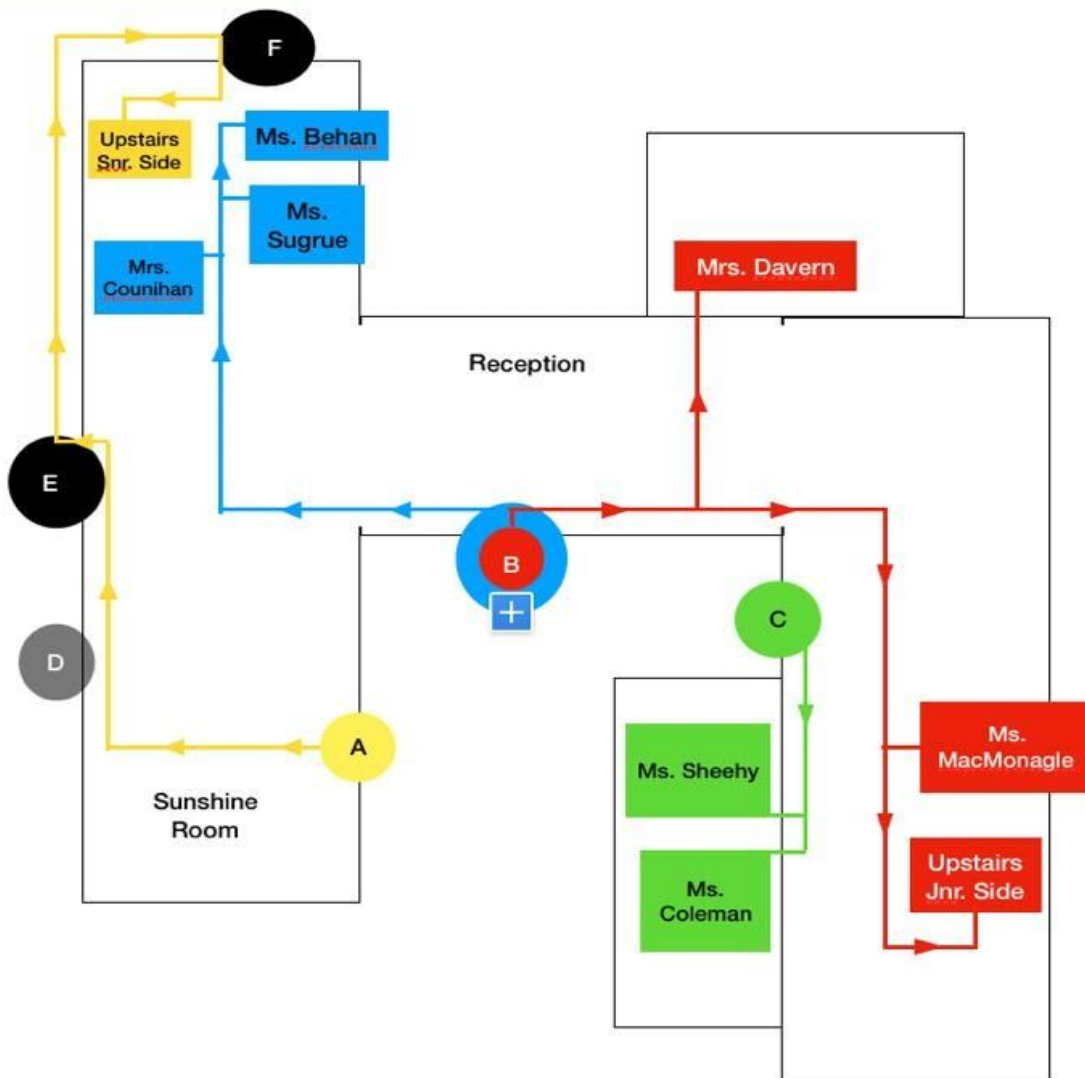 F
Upstairs
Snr. Side
Ms. Behan
Ms.
Sugrue
Mrs.
Counihan
Mrs. Davern
Reception
E
B
C
D
A
Sunshine
Room
Ms. Sheehy
Ms.
Coleman
Ms.
MacMonagle
Upstairs
Jnr. Side